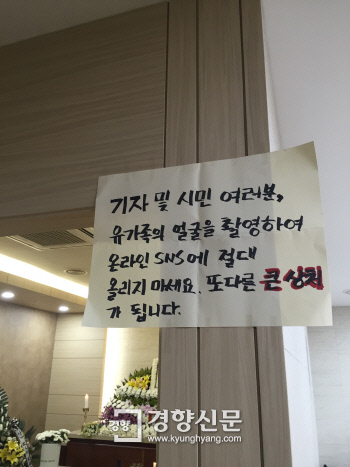 기자 및 시민 여러분,
유가족의 얼굴을 촬영하여
온라인 SNS에 절대
올리지 마세요. 또다른 큰 상처
가 됩니다.
경향 경향신문
www.kyunghyang.com